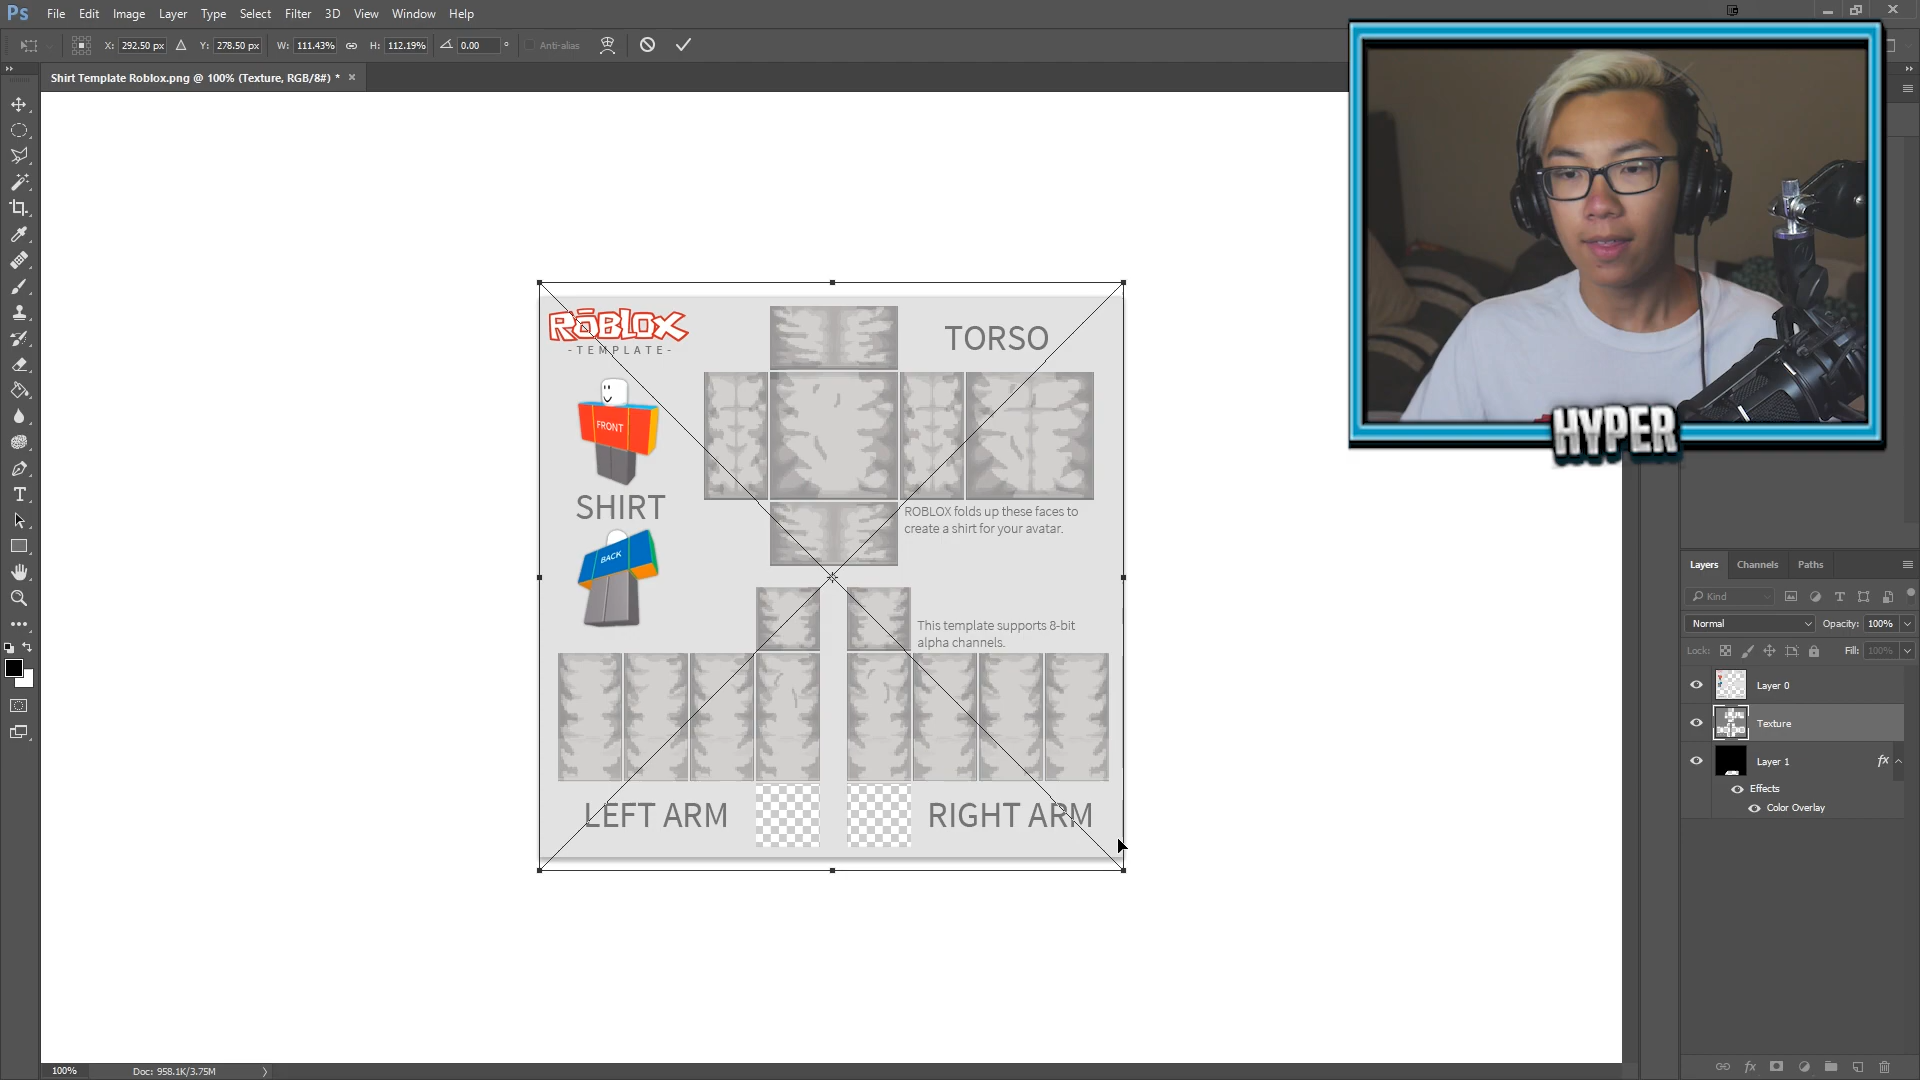 Ps File Edit Image Layer Type Select Filter 3D View Window Help
X: 292.50 px Y: 278.50 px W: 111.43% H: 112.19% 0.00 ° Anti-alias
Shirt Template Roblox.png @ 100% (Texture, RGB/8#) * ×
HYPER
ROBLOX
-TEMPLATE-
TORSO
FRONT
SHIRT
BACK
ROBLOX folds up these faces to
create a shirt for your avatar.
This template supports 8-bit
alpha channels.
LEFT ARM
RIGHT ARM
Layers Channels Paths
Kind
Normal Opacity: 100%
Lock: Fill: 100%
Layer 0
Texture
Layer 1 fx
Effects
Color Overlay
fx
100% Doc: 958.1K/3.75M